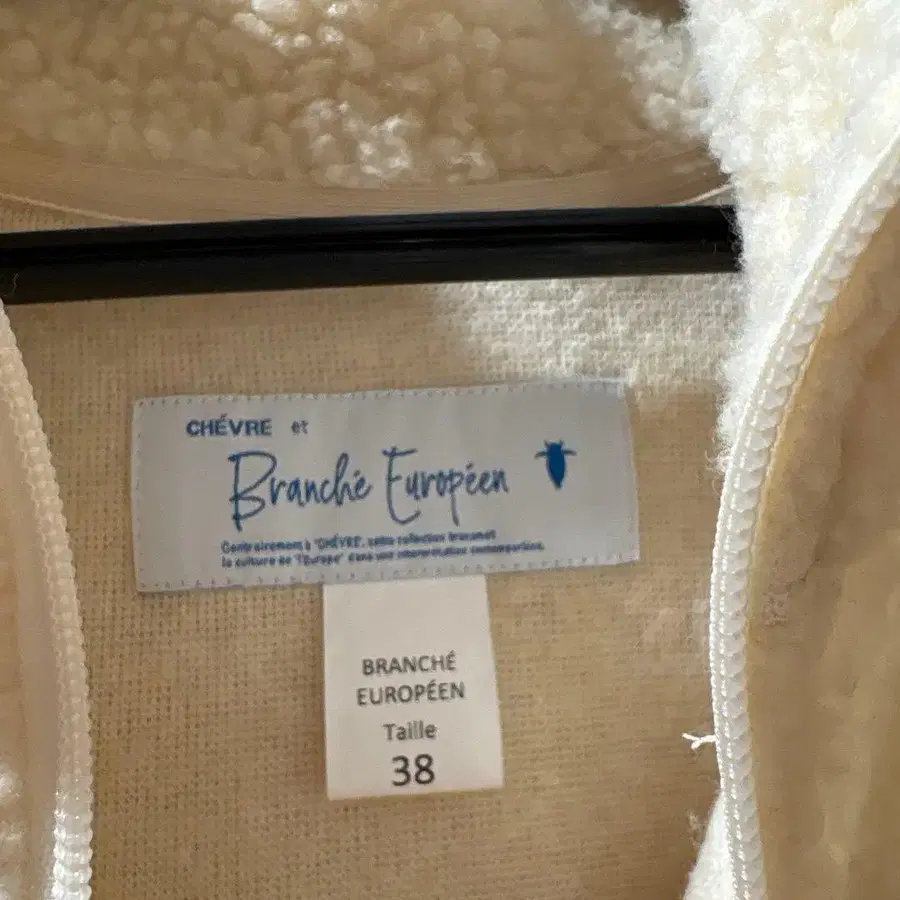 CHÉVRE et
Branché Européen
Contrairement à "CHÉVRE", cette collection transmet
la culture de "l'Europe" dans une interprétation contemporaine.
BRANCHÉ
EUROPÉEN
Taille
38